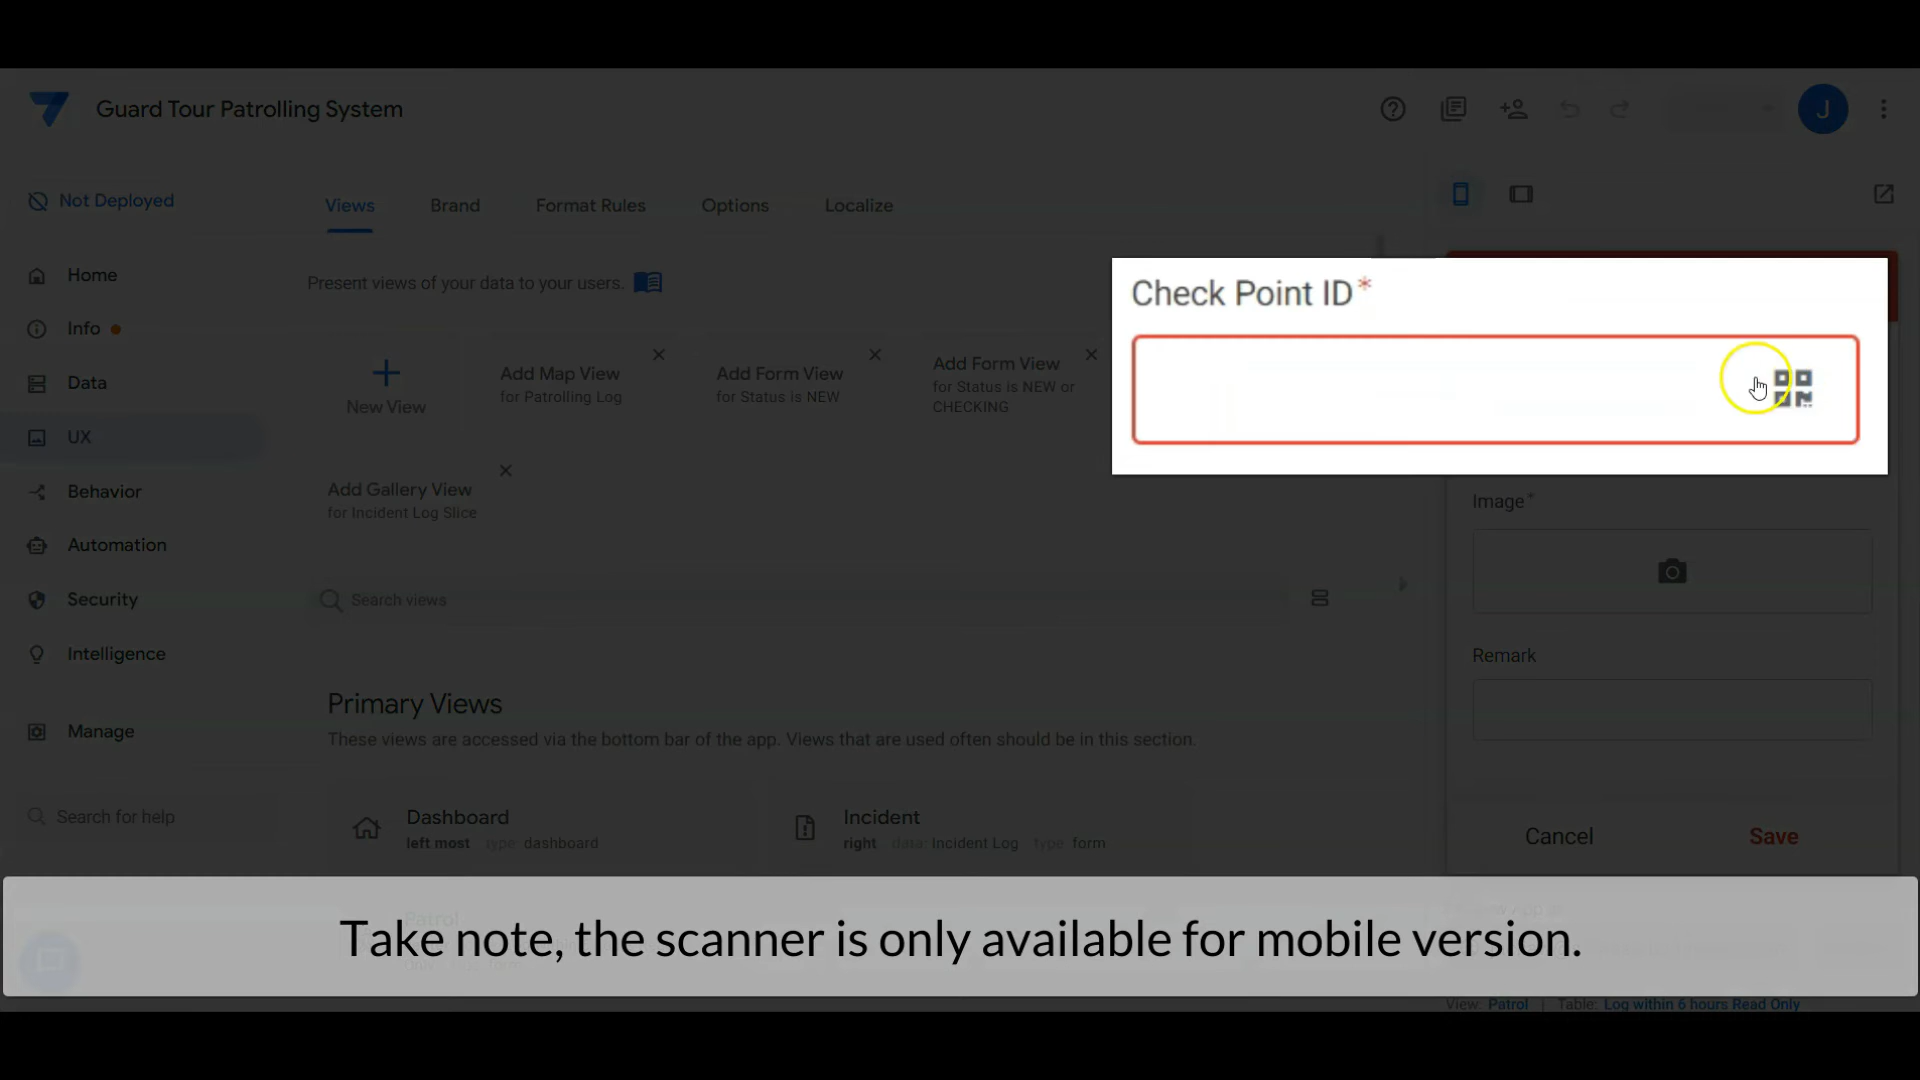 Guard Tour Patrolling System
J
Not Deployed
Views
Brand
Format Rules
Options
Localize
Home
Info
Data
UX
Behavior
Automation
Security
Intelligence
Manage
Search for help
Present views of your data to your users.
New View
Add Map View
for Patrolling Log
Add Form View
for Status is NEW
Add Form View
for Status is NEW or
CHECKING
Add Gallery View
for Incident Log Slice
Search views
Primary Views
These views are accessed via the bottom bar of the app. Views that are used often should be in this section.
Dashboard
left most type: dashboard
Incident
right data: Incident Log type: form
Patrol
Check Point ID*
Image*
Remark
Cancel
Save
Take note, the scanner is only available for mobile version.
View: Patrol | Table: Log within 6 hours Read Only